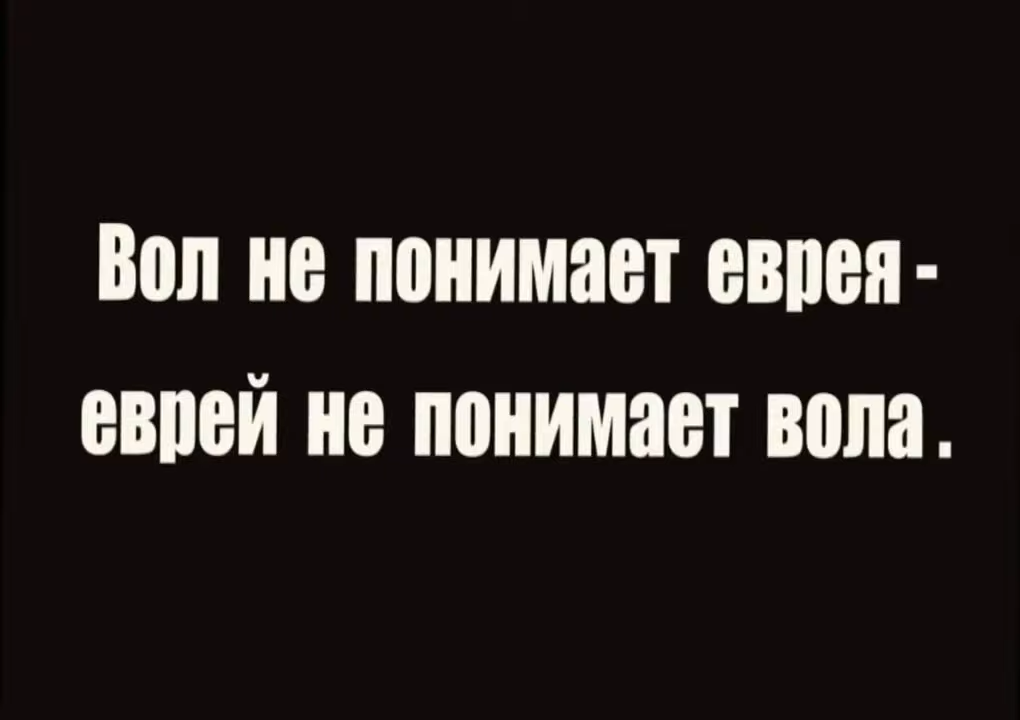 Вол не понимает еврея -
еврей не понимает вола .